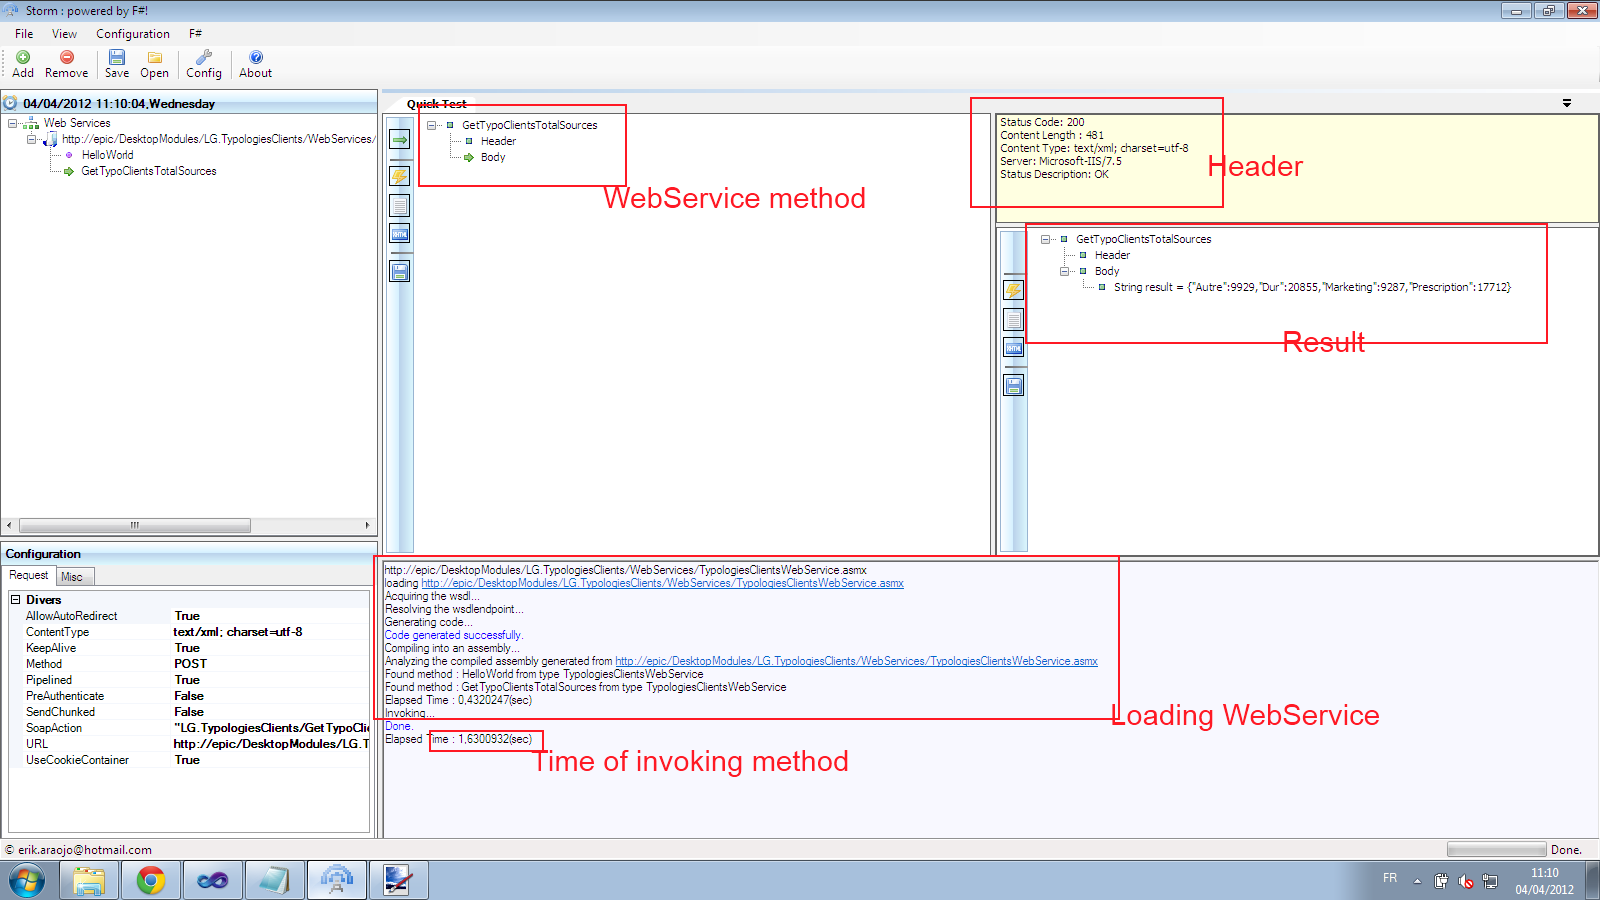 Storm : powered by F#!
File View Configuration F#
Add Remove Save Open Config About
04/04/2012 11:10:04,Wednesday
Web Services
http://epic/DesktopModules/LG.TypologiesClients/WebServices/
HelloWorld
GetTypoClientsTotalSources
Quick Test
GetTypoClientsTotalSources
Header
Body
WebService method
Status Code: 200
Content Length : 481
Content Type: text/xml; charset=utf-8
Server: Microsoft-IIS/7.5
Status Description: OK
Header
GetTypoClientsTotalSources
Header
Body
String result = {"Autre":9929,"Dur":20855,"Marketing":9287,"Prescription":17712}
Result
Configuration
Request Misc
Divers
AllowAutoRedirect True
ContentType text/xml; charset=utf-8
KeepAlive True
Method POST
Pipelined True
PreAuthenticate False
SendChunked False
SoapAction "LG.TypologiesClients/GetTypoCli
URL http://epic/DesktopModules/LG.T
UseCookieContainer True
http://epic/DesktopModules/LG.TypologiesClients/WebServices/TypologiesClientsWebService.asmx
loading http://epic/DesktopModules/LG.TypologiesClients/WebServices/TypologiesClientsWebService.asmx
Acquiring the wsdl...
Resolving the wsdlendpoint...
Generating code...
Code generated successfully.
Compiling into an assembly...
Analyzing the compiled assembly generated from http://epic/DesktopModules/LG.TypologiesClients/WebServices/TypologiesClientsWebService.asmx
Found method : HelloWorld from type TypologiesClientsWebService
Found method : GetTypoClientsTotalSources from type TypologiesClientsWebService
Elapsed Time : 0,4320247(sec)
Invoking...
Done.
Elapsed Time : 1,6300932(sec)
Loading WebService
Time of invoking method
© erik.araojo@hotmail.com
Done.
FR
11:10
04/04/2012